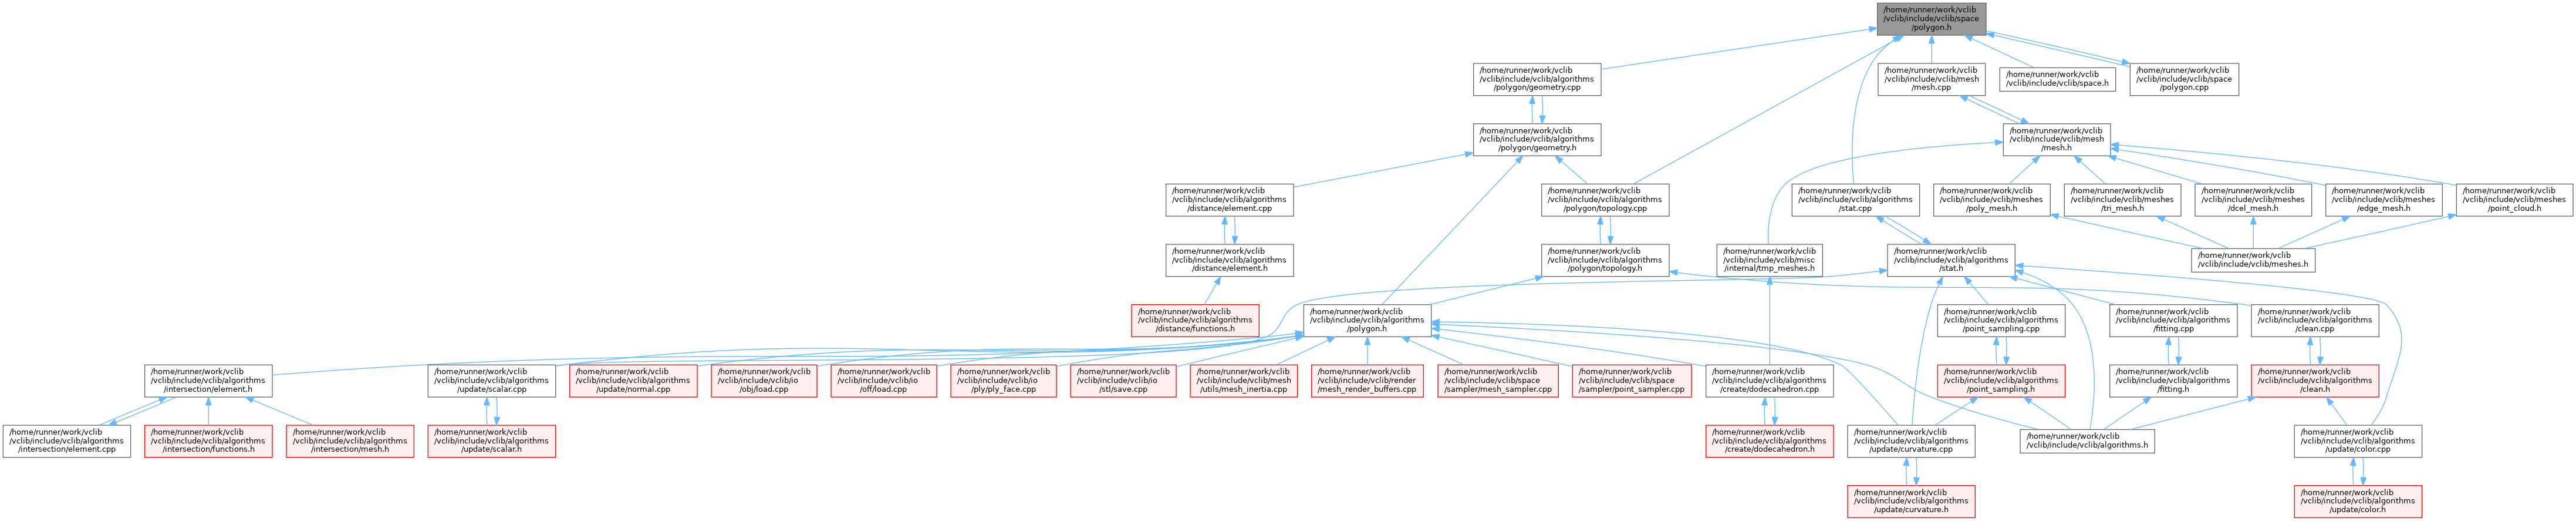 /home/runner/work/vclib
/vclib/include/vclib/space
/polygon.h
/home/runner/work/vclib
/vclib/include/vclib/algorithms
/polygon/geometry.cpp
/home/runner/work/vclib
/vclib/include/vclib/mesh
/mesh.cpp
/home/runner/work/vclib
/vclib/include/vclib/space.h
/home/runner/work/vclib
/vclib/include/vclib/space
/polygon.cpp
/home/runner/work/vclib
/vclib/include/vclib/algorithms
/polygon/geometry.h
/home/runner/work/vclib
/vclib/include/vclib/mesh
/mesh.h
/home/runner/work/vclib
/vclib/include/vclib/algorithms
/distance/element.cpp
/home/runner/work/vclib
/vclib/include/vclib/algorithms
/polygon/topology.cpp
/home/runner/work/vclib
/vclib/include/vclib/algorithms
/stat.cpp
/home/runner/work/vclib
/vclib/include/vclib/meshes
/poly_mesh.h
/home/runner/work/vclib
/vclib/include/vclib/meshes
/tri_mesh.h
/home/runner/work/vclib
/vclib/include/vclib/meshes
/dcel_mesh.h
/home/runner/work/vclib
/vclib/include/vclib/meshes
/edge_mesh.h
/home/runner/work/vclib
/vclib/include/vclib/meshes
/point_cloud.h
/home/runner/work/vclib
/vclib/include/vclib/algorithms
/distance/element.h
/home/runner/work/vclib
/vclib/include/vclib/algorithms
/polygon/topology.h
/home/runner/work/vclib
/vclib/include/vclib/misc
/internal/tmp_meshes.h
/home/runner/work/vclib
/vclib/include/vclib/algorithms
/stat.h
/home/runner/work/vclib
/vclib/include/vclib/meshes.h
/home/runner/work/vclib
/vclib/include/vclib/algorithms
/distance/functions.h
/home/runner/work/vclib
/vclib/include/vclib/algorithms
/polygon.h
/home/runner/work/vclib
/vclib/include/vclib/algorithms
/point_sampling.cpp
/home/runner/work/vclib
/vclib/include/vclib/algorithms
/fitting.cpp
/home/runner/work/vclib
/vclib/include/vclib/algorithms
/clean.cpp
/home/runner/work/vclib
/vclib/include/vclib/algorithms
/intersection/element.h
/home/runner/work/vclib
/vclib/include/vclib/algorithms
/update/scalar.cpp
/home/runner/work/vclib
/vclib/include/vclib/algorithms
/update/normal.cpp
/home/runner/work/vclib
/vclib/include/vclib/io
/obj/load.cpp
/home/runner/work/vclib
/vclib/include/vclib/io
/off/load.cpp
/home/runner/work/vclib
/vclib/include/vclib/io
/ply/ply_face.cpp
/home/runner/work/vclib
/vclib/include/vclib/io
/stl/save.cpp
/home/runner/work/vclib
/vclib/include/vclib/mesh
/utils/mesh_inertia.cpp
/home/runner/work/vclib
/vclib/include/vclib/render
/mesh_render_buffers.cpp
/home/runner/work/vclib
/vclib/include/vclib/space
/sampler/mesh_sampler.cpp
/home/runner/work/vclib
/vclib/include/vclib/space
/sampler/point_sampler.cpp
/home/runner/work/vclib
/vclib/include/vclib/algorithms
/create/dodecahedron.cpp
/home/runner/work/vclib
/vclib/include/vclib/algorithms
/point_sampling.h
/home/runner/work/vclib
/vclib/include/vclib/algorithms
/fitting.h
/home/runner/work/vclib
/vclib/include/vclib/algorithms
/clean.h
/home/runner/work/vclib
/vclib/include/vclib/algorithms
/intersection/element.cpp
/home/runner/work/vclib
/vclib/include/vclib/algorithms
/intersection/functions.h
/home/runner/work/vclib
/vclib/include/vclib/algorithms
/intersection/mesh.h
/home/runner/work/vclib
/vclib/include/vclib/algorithms
/update/scalar.h
/home/runner/work/vclib
/vclib/include/vclib/algorithms
/create/dodecahedron.h
/home/runner/work/vclib
/vclib/include/vclib/algorithms
/update/curvature.cpp
/home/runner/work/vclib
/vclib/include/vclib/algorithms.h
/home/runner/work/vclib
/vclib/include/vclib/algorithms
/update/color.cpp
/home/runner/work/vclib
/vclib/include/vclib/algorithms
/update/curvature.h
/home/runner/work/vclib
/vclib/include/vclib/algorithms
/update/color.h